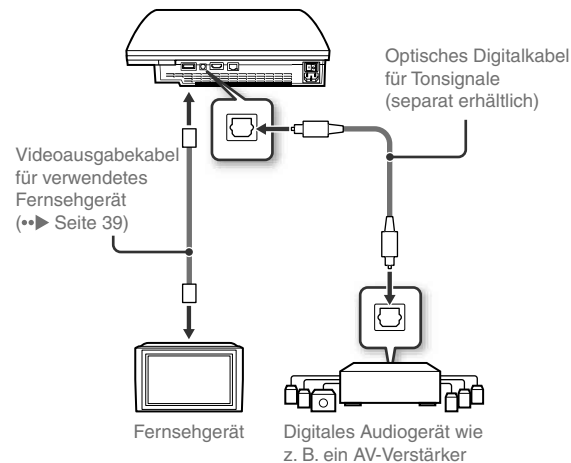 Optisches Digitalkabel
für Tonsignale
(separat erhältlich)
Videoausgabekabel
für verwendetes
Fernsehgerät
(••▶ Seite 39)
Fernsehgerät
Digitales Audiogerät wie
z. B. ein AV-Verstärker